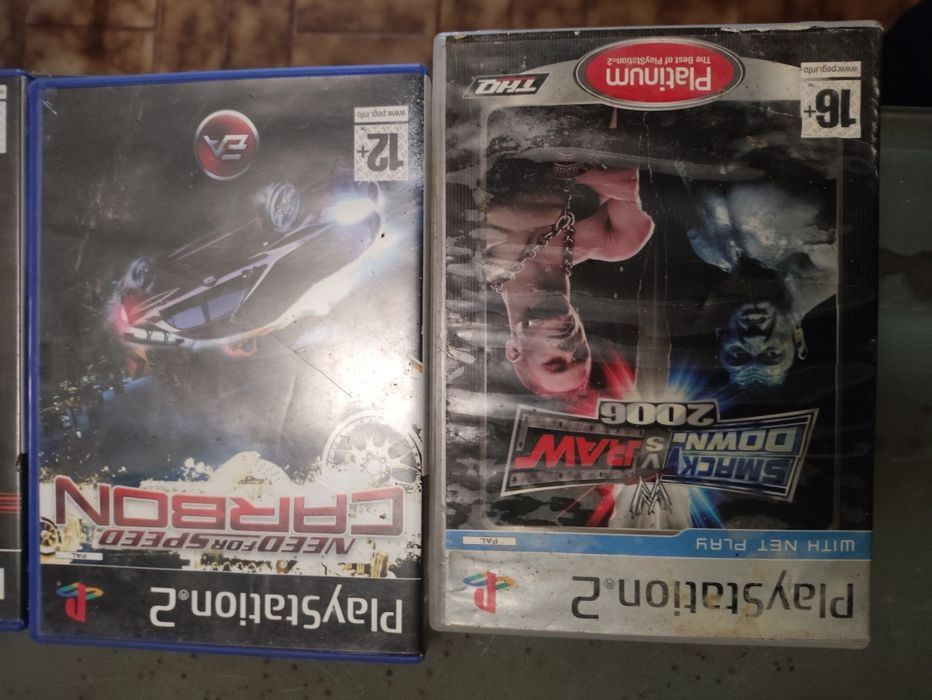 PlayStation®2
PAL
NEED FOR SPEED
CARBON
12+
www.pegi.info
EA
PlayStation®2
WITH NET PLAY
PAL
SMACK
DOWN!
VS
RAW
2006
16+
www.pegi.info
THQ
Platinum
The Best of PlayStation®2